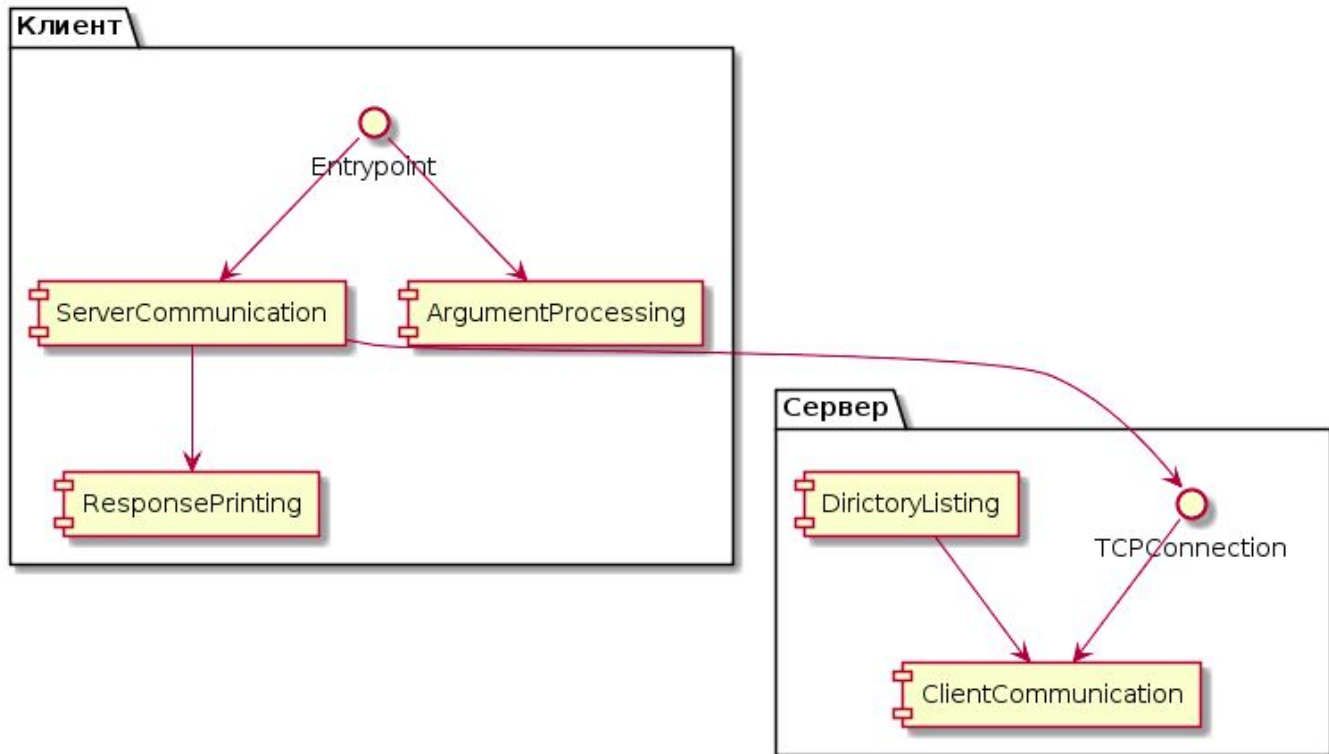 Клиент
Entrypoint
ServerCommunication
ArgumentProcessing
ResponsePrinting
Сервер
DirictoryListing
TCPConnection
ClientCommunication